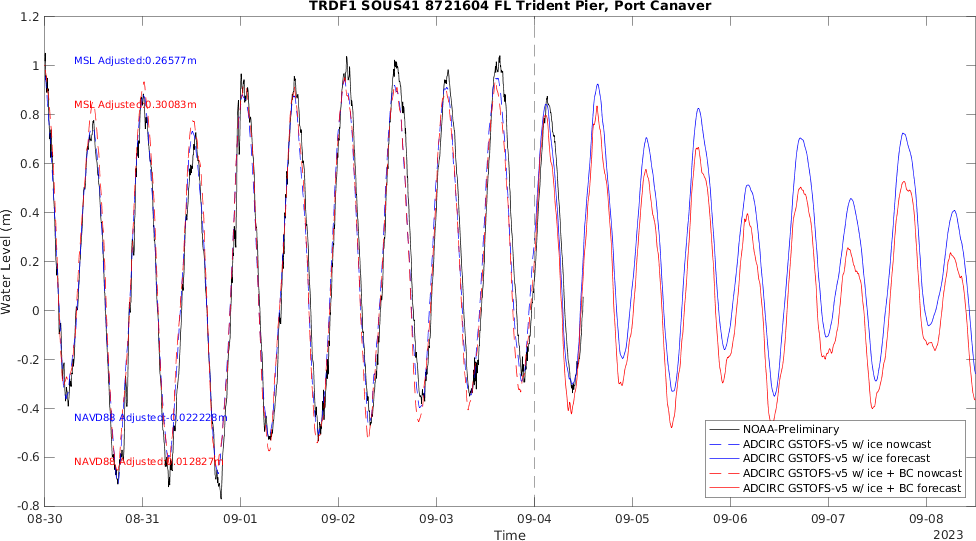 TRDF1 SOUS41 8721604 FL Trident Pier, Port Canaver
1.2
1
0.8
0.6
0.4
0.2
0
-0.2
-0.4
-0.6
-0.8
Water Level (m)
MSL Adjusted:0.26577m
MSL Adjusted:0.30083m
NAVD88 Adjusted:-0.022228m
NAVD88 Adjusted:0.012827m
NOAA-Preliminary
ADCIRC GSTOFS-v5 w/ ice nowcast
ADCIRC GSTOFS-v5 w/ ice forecast
ADCIRC GSTOFS-v5 w/ ice + BC nowcast
ADCIRC GSTOFS-v5 w/ ice + BC forecast
08-30 08-31 09-01 09-02 09-03 09-04 09-05 09-06 09-07 09-08
Time
2023